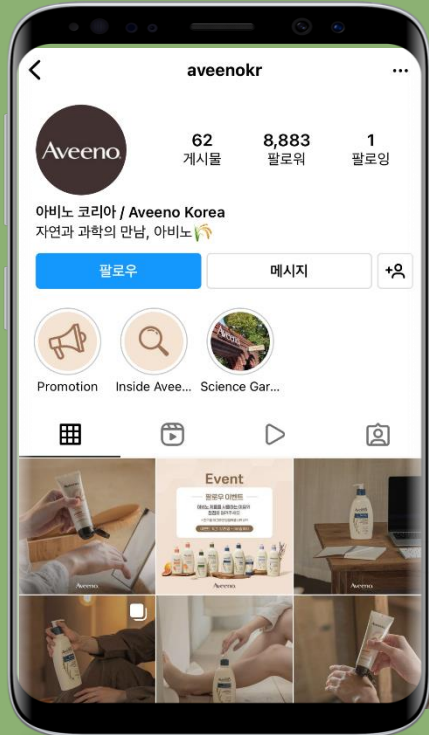 aveenokr
Aveeno
62 8,883 1
게시물 팔로워 팔로잉
아비노 코리아 / Aveeno Korea
자연과 과학의 만남, 아비노
팔로우 메시지
Promotion Inside Avee... Science Gar...
Event
팔로우 이벤트
Aveeno Aveeno Aveeno